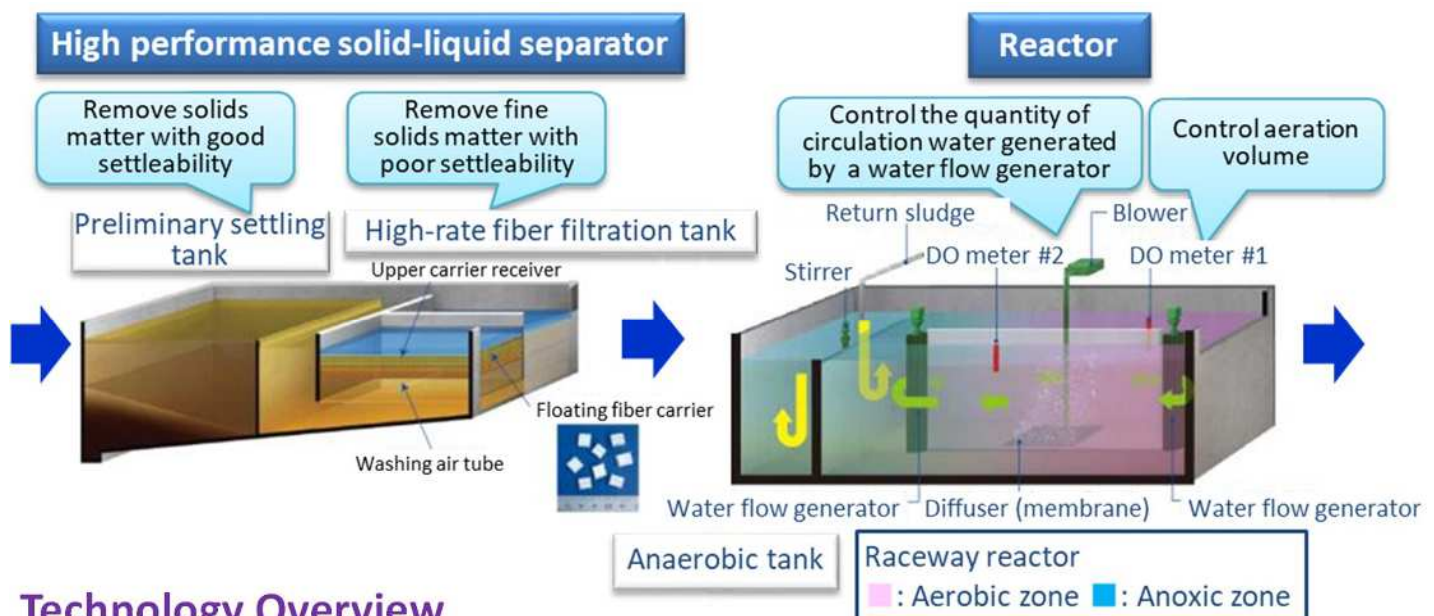 High performance solid-liquid separator
Reactor
Remove solids
matter with good
settleability
Remove fine
solids matter with
poor settleability
Control the quantity of
circulation water generated
by a water flow generator
Control aeration
volume
Preliminary settling
tank
High-rate fiber filtration tank
Upper carrier receiver
Floating fiber carrier
Washing air tube
Return sludge
Blower
Stirrer
DO meter #2
DO meter #1
Water flow generator
Diffuser (membrane)
Water flow generator
Anaerobic tank
Raceway reactor
: Aerobic zone
: Anoxic zone
Technology Overview